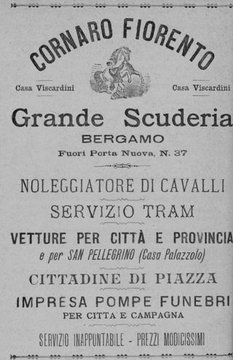 CORNARO FIORENTO
Casa Viscardini Casa Viscardini
Grande Scuderia
BERGAMO
Fuori Porta Nuova, N. 37
NOLEGGIATORE DI CAVALLI
SERVIZIO TRAM
VETTURE PER CITTÀ E PROVINCIA
e per SAN PELLEGRINO (Casa Palazzolo)
CITTADINE DI PIAZZA
IMPRESA POMPE FUNEBRI
PER CITTA E CAMPAGNA
SERVIZIO INAPPUNTABILE - PREZZI MODICISSIMI